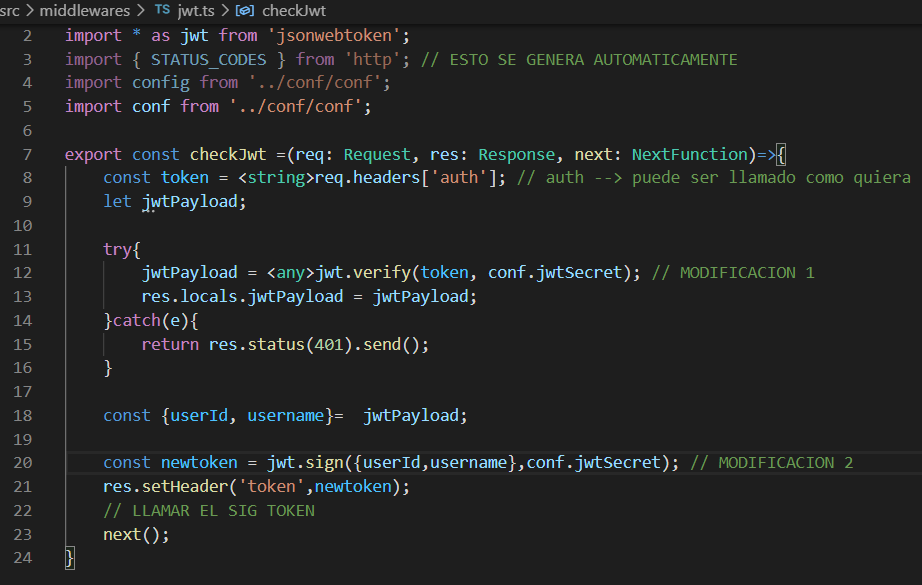 src > middlewares > TS jwt.ts > checkJwt
2 import * as jwt from 'jsonwebtoken';
3 import { STATUS_CODES } from 'http'; // ESTO SE GENERA AUTOMATICAMENTE
4 import config from '../conf/conf';
5 import conf from '../conf/conf';
6
7 export const checkJwt =(req: Request, res: Response, next: NextFunction)=>{
8 const token = <string>req.headers['auth']; // auth --> puede ser llamado como quiera
9 let jwtPayload;
10
11 try{
12 jwtPayload = <any>jwt.verify(token, conf.jwtSecret); // MODIFICACION 1
13 res.locals.jwtPayload = jwtPayload;
14 }catch(e){
15 return res.status(401).send();
16 }
17
18 const {userId, username}=  jwtPayload;
19
20 const newtoken = jwt.sign({userId,username},conf.jwtSecret); // MODIFICACION 2
21 res.setHeader('token',newtoken);
22 // LLAMAR EL SIG TOKEN
23 next();
24 }